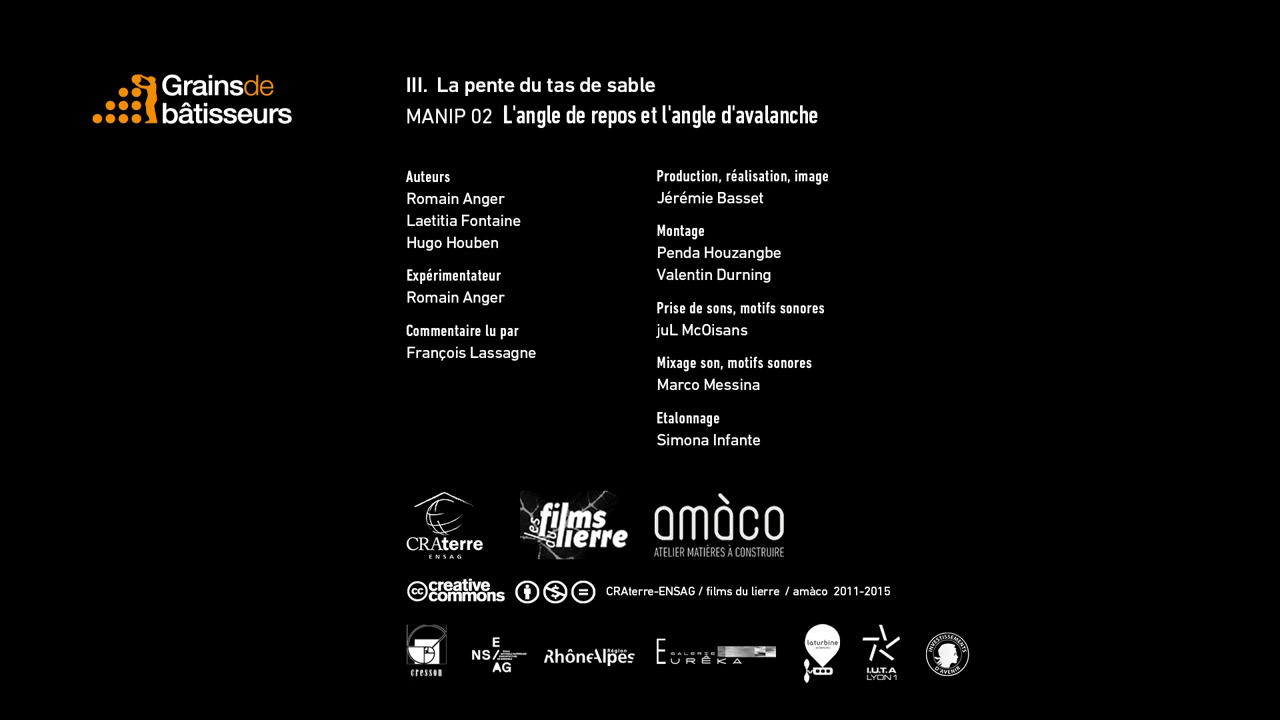 Grainsde
bâtisseurs
III. La pente du tas de sable
MANIP 02 L'angle de repos et l'angle d'avalanche
Auteurs
Romain Anger
Laetitia Fontaine
Hugo Houben
Expérimentateur
Romain Anger
Commentaire lu par
François Lassagne
Production, réalisation, image
Jérémie Basset
Montage
Penda Houzangbe
Valentin Durning
Prise de sons, motifs sonores
juL McOisans
Mixage son, motifs sonores
Marco Messina
Etalonnage
Simona Infante
CRAterre
ENSAG
les films
du lierre
amàco
ATELIER MATIÈRES À CONSTRUIRE
cc creative
commons
CRAterre-ENSAG / films du lierre / amàco 2011-2015
cresson
E
NS/
AG
Région
RhôneAlpes
GALERIE
EURÊKA
laturbine
I.U.T.A
LYON 1
INVESTISSEMENTS
D'AVENIR